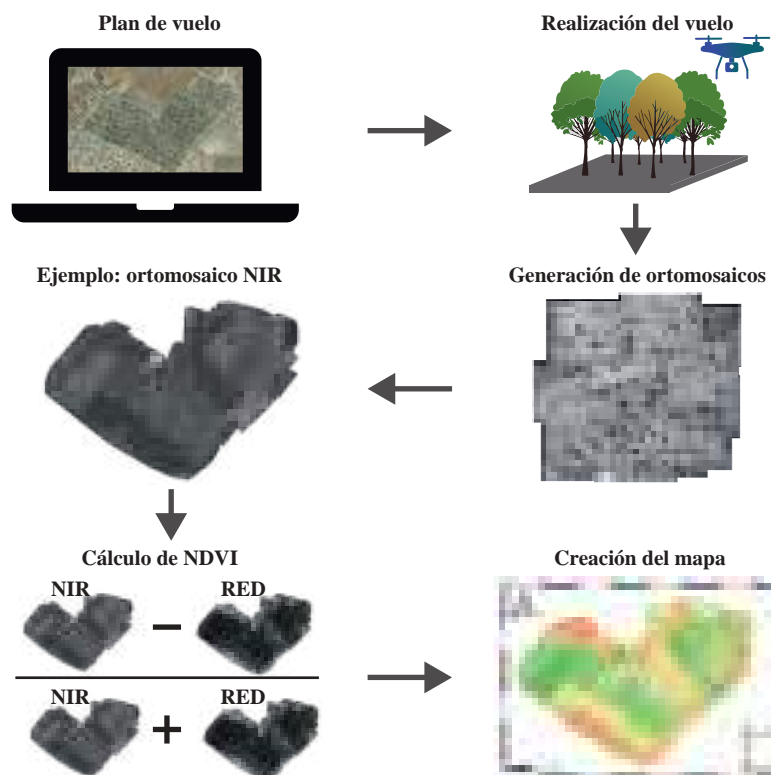 Plan de vuelo
Realización del vuelo
Ejemplo: ortomosaico NIR
Generación de ortomosaicos
Cálculo de NDVI
NIR
RED
NIR
RED
Creación del mapa